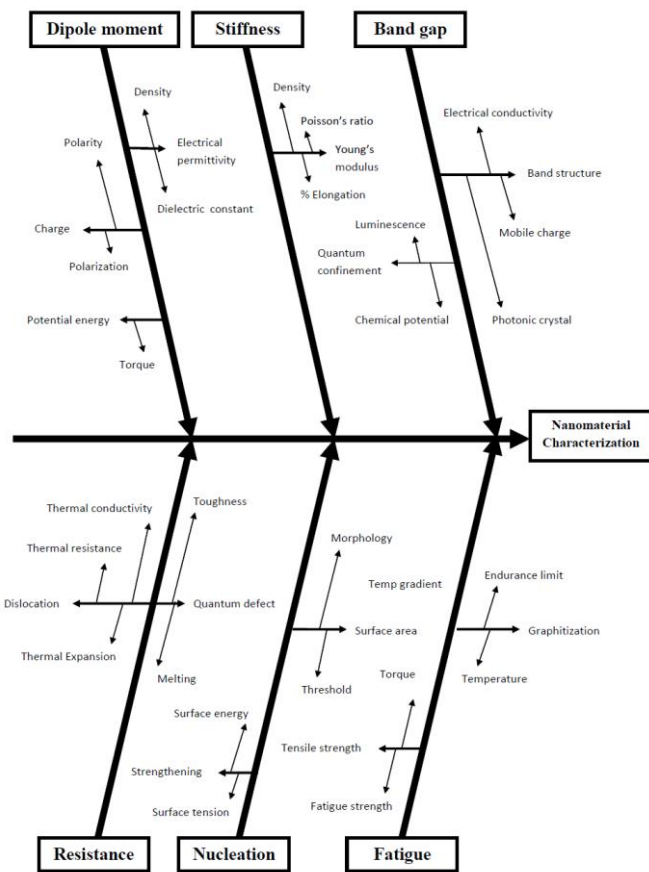 Dipole moment
Stiffness
Band gap
Density
Polarity
Electrical
permittivity
Dielectric constant
Charge
Polarization
Potential energy
Torque
Density
Poisson's ratio
Young's
modulus
% Elongation
Electrical conductivity
Band structure
Mobile charge
Luminescence
Quantum
confinement
Chemical potential
Photonic crystal
Nanomaterial
Characterization
Thermal conductivity
Toughness
Thermal resistance
Dislocation
Quantum defect
Thermal Expansion
Melting
Morphology
Temp gradient
Surface area
Threshold
Surface energy
Strengthening
Surface tension
Endurance limit
Graphitization
Temperature
Torque
Tensile strength
Fatigue strength
Resistance
Nucleation
Fatigue